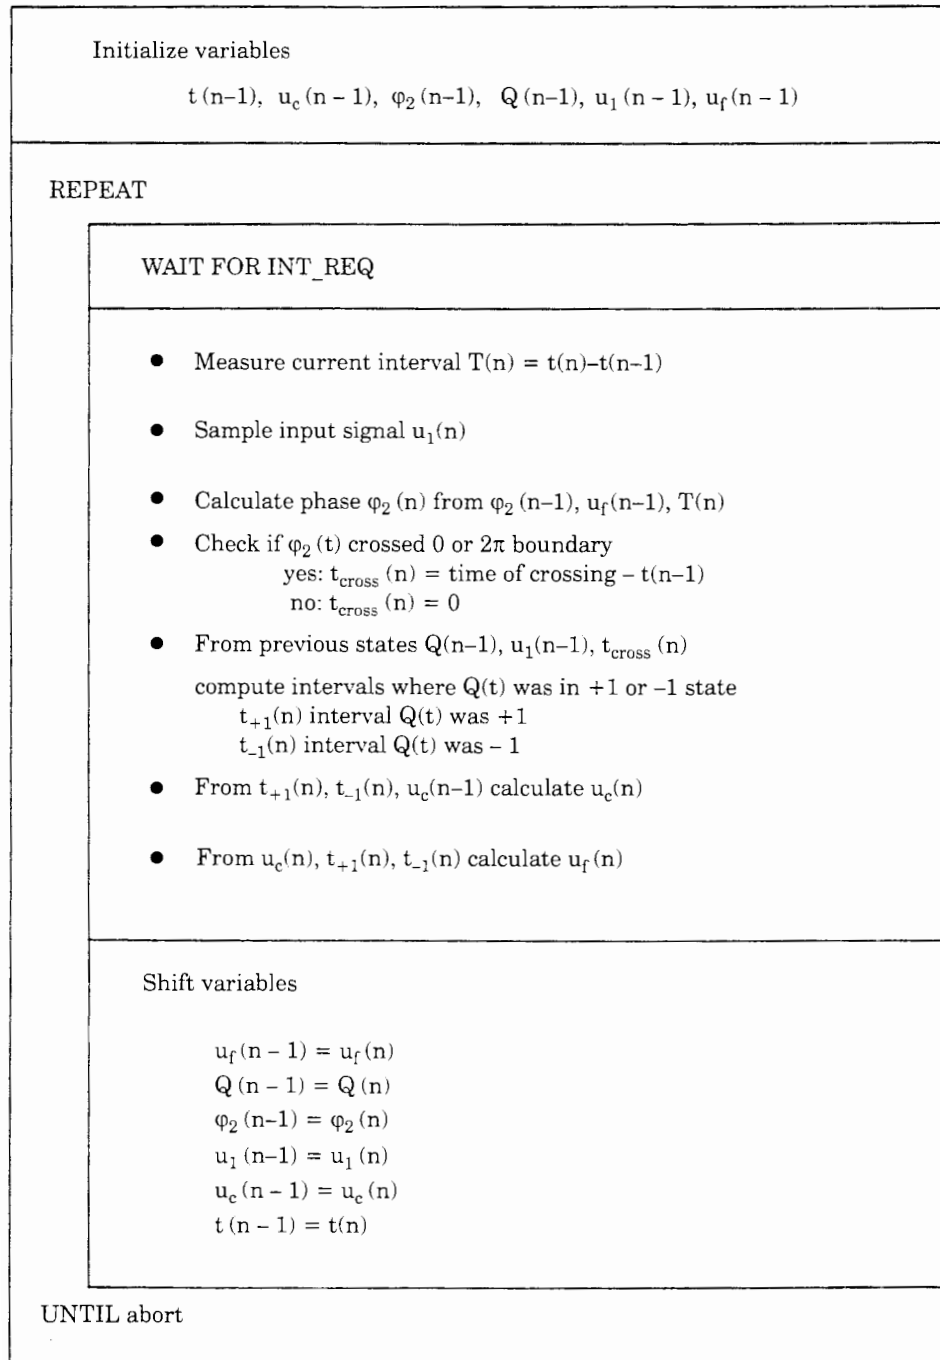 Initialize variables
t (n–1), u_c (n – 1), φ_2 (n–1), Q (n–1), u_1 (n – 1), u_f (n – 1)
REPEAT
WAIT FOR INT_REQ
● Measure current interval T(n) = t(n)–t(n–1)
● Sample input signal u_1(n)
● Calculate phase φ_2 (n) from φ_2 (n–1), u_f(n–1), T(n)
● Check if φ_2 (t) crossed 0 or 2π boundary
yes: t_cross (n) = time of crossing – t(n–1)
no: t_cross (n) = 0
● From previous states Q(n–1), u_1(n–1), t_cross (n)
compute intervals where Q(t) was in +1 or –1 state
t_+1(n) interval Q(t) was +1
t_–1(n) interval Q(t) was – 1
● From t_+1(n), t_–1(n), u_c(n–1) calculate u_c(n)
● From u_c(n), t_+1(n), t_–1(n) calculate u_f(n)
Shift variables
u_f (n – 1) = u_f (n)
Q (n – 1) = Q (n)
φ_2 (n–1) = φ_2 (n)
u_1 (n–1) = u_1 (n)
u_c (n – 1) = u_c (n)
t (n – 1) = t(n)
UNTIL abort